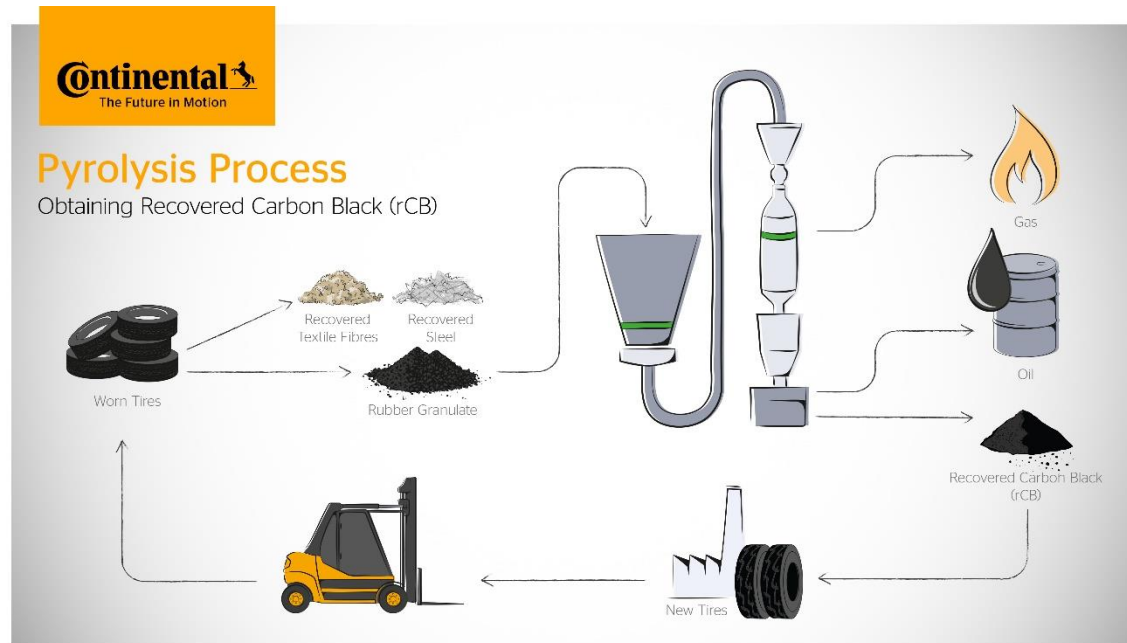 Continental
The Future in Motion
Pyrolysis Process
Obtaining Recovered Carbon Black (rCB)
Gas
Recovered
Textile Fibres
Recovered
Steel
Oil
Worn Tires
Rubber Granulate
Recovered Carbon Black
(rCB)
New Tires